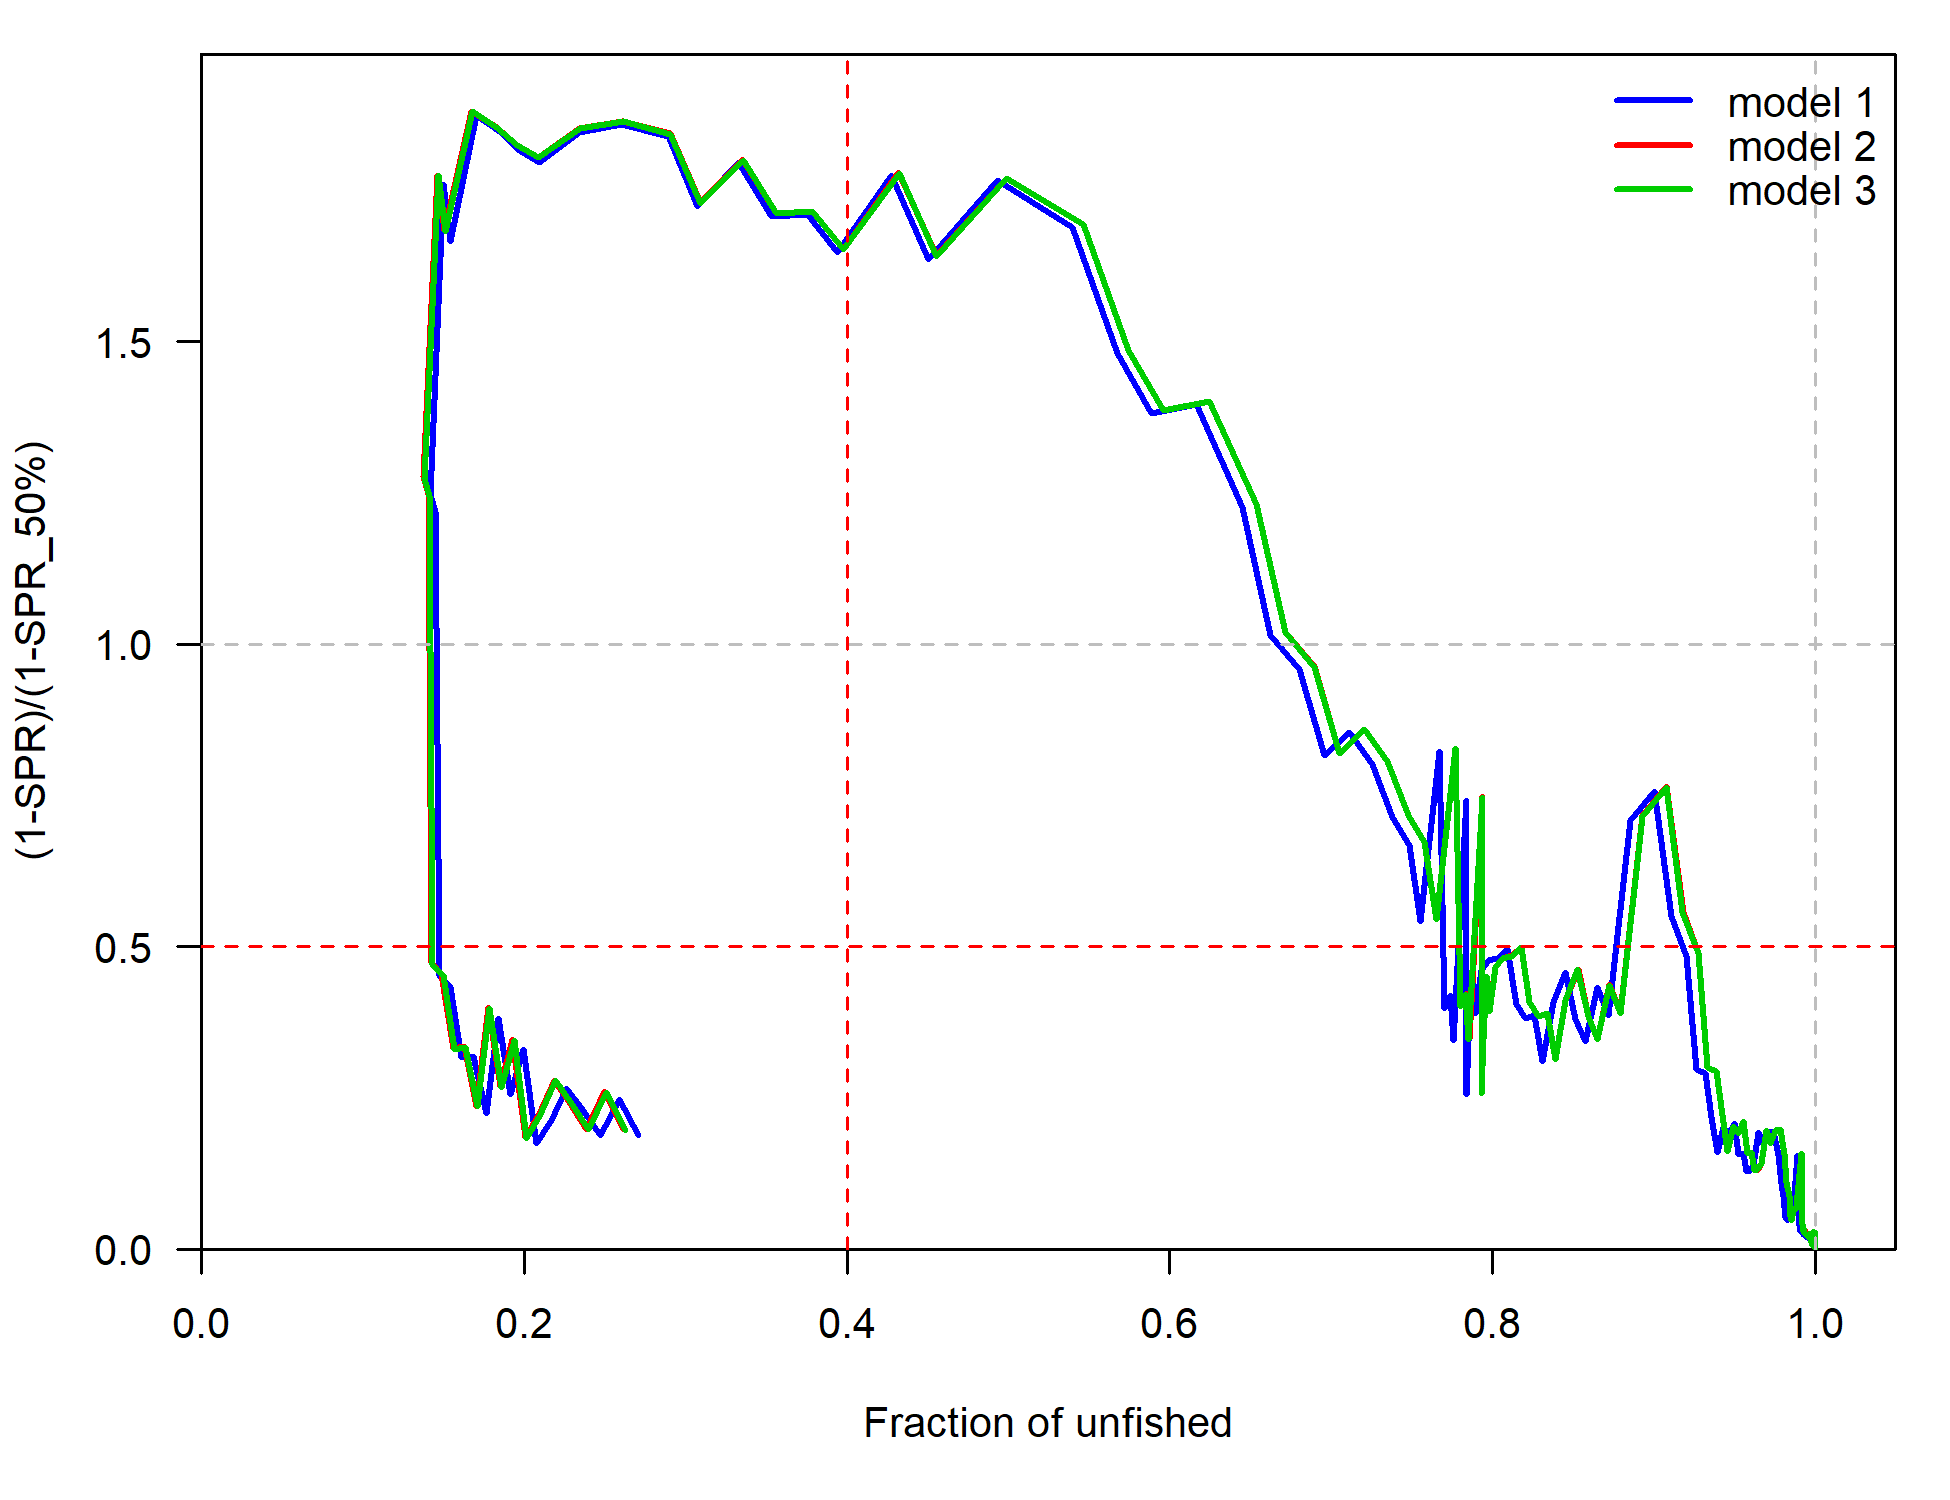 model 1
model 2
model 3
(1-SPR)/(1-SPR_50%)
1.5
1.0
0.5
0.0
0.0 0.2 0.4 0.6 0.8 1.0
Fraction of unfished